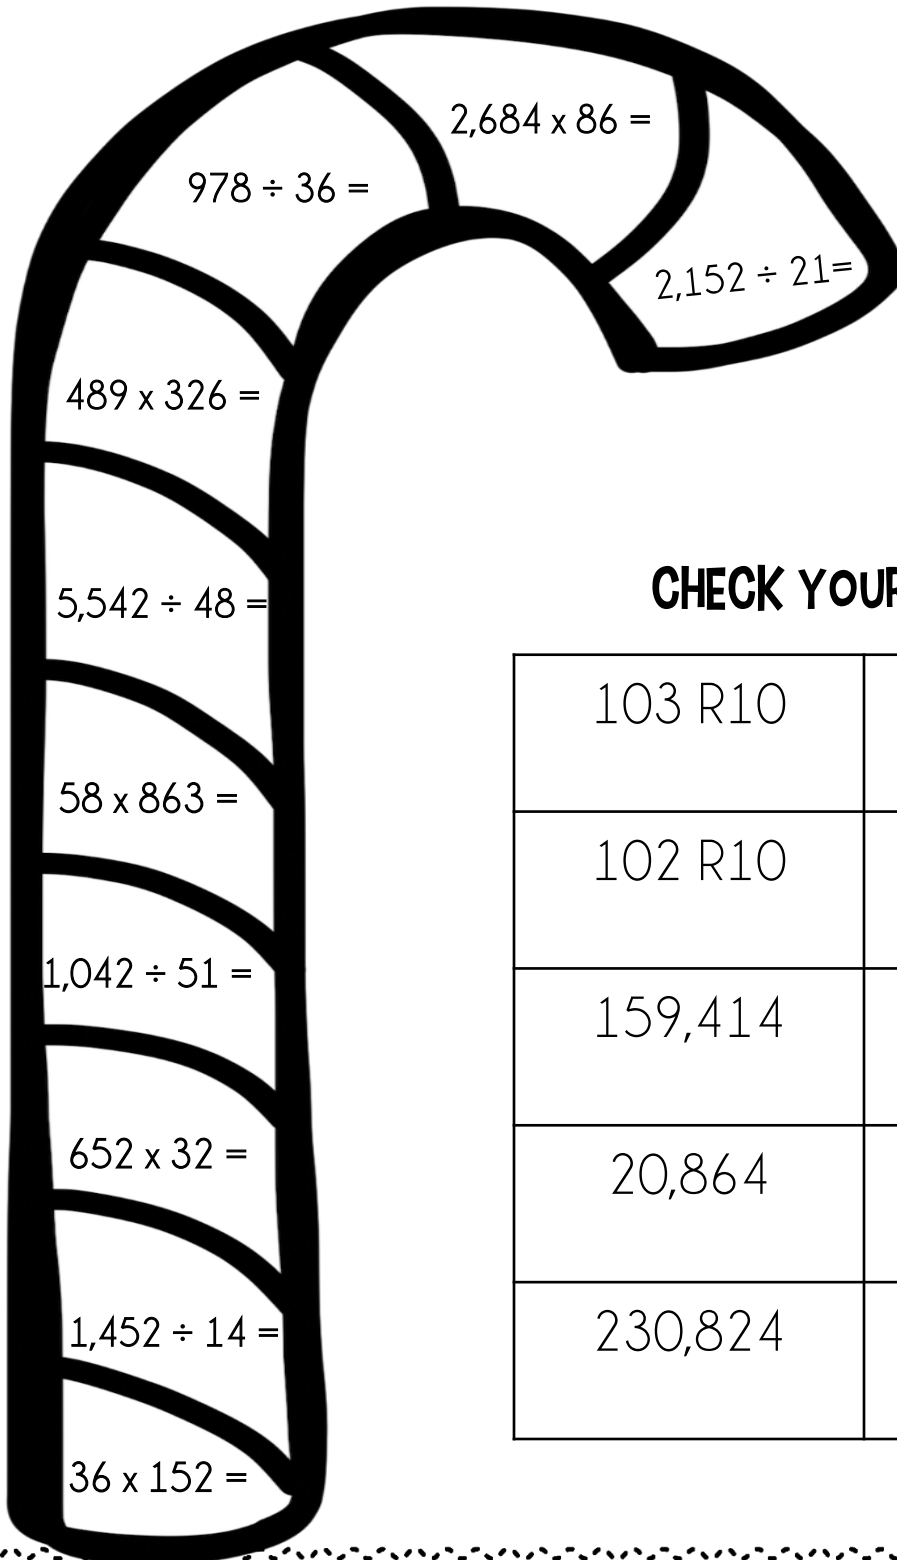 2,684 x 86 =
978 ÷ 36 =
2,152 ÷ 21=
489 x 326 =
5,542 ÷ 48 =
58 x 863 =
1,042 ÷ 51 =
652 x 32 =
1,452 ÷ 14 =
36 x 152 =
CHECK YOUR
103 R10
102 R10
159,414
20,864
230,824